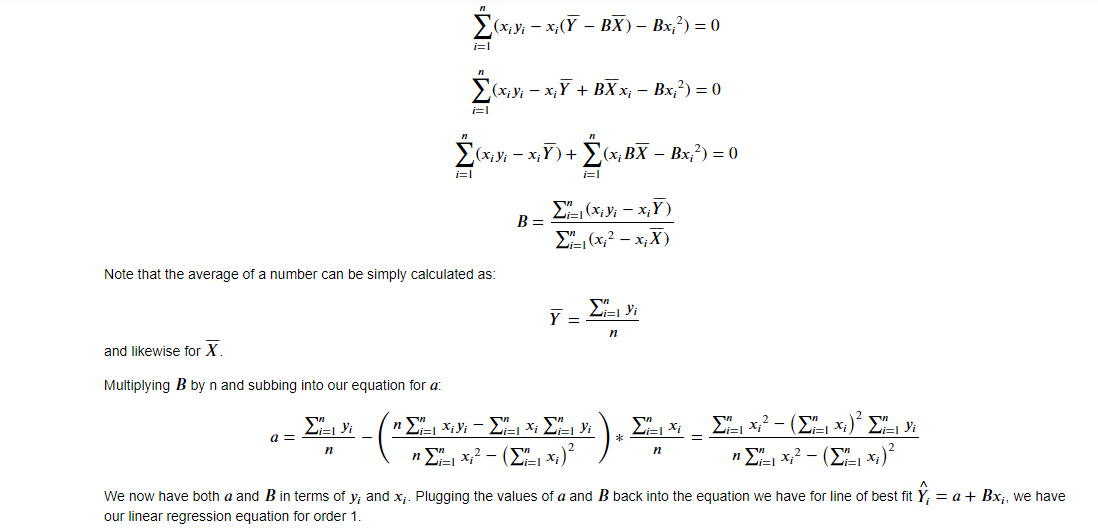 $$\sum_{i=1}^{n}(x_i y_i - x_i(\overline{Y} - B\overline{X}) - Bx_i{}^2) = 0$$
$$\sum_{i=1}^{n}(x_i y_i - x_i\overline{Y} + B\overline{X}x_i - Bx_i{}^2) = 0$$
$$\sum_{i=1}^{n}(x_i y_i - x_i\overline{Y}) + \sum_{i=1}^{n}(x_i B\overline{X} - Bx_i{}^2) = 0$$
$$B = \frac{\sum_{i=1}^{n}(x_i y_i - x_i\overline{Y})}{\sum_{i=1}^{n}(x_i{}^2 - x_i\overline{X})}$$
Note that the average of a number can be simply calculated as:
$$\overline{Y} = \frac{\sum_{i=1}^{n} y_i}{n}$$
and likewise for $\overline{X}$.
Multiplying $B$ by n and subbing into our equation for $a$:
$$a = \frac{\sum_{i=1}^{n} y_i}{n} - \left(\frac{n\sum_{i=1}^{n} x_i y_i - \sum_{i=1}^{n} x_i \sum_{i=1}^{n} y_i}{n\sum_{i=1}^{n} x_i{}^2 - \left(\sum_{i=1}^{n} x_i\right)^2}\right) * \frac{\sum_{i=1}^{n} x_i}{n} = \frac{\sum_{i=1}^{n} x_i{}^2 - \left(\sum_{i=1}^{n} x_i\right)^2 \sum_{i=1}^{n} y_i}{n\sum_{i=1}^{n} x_i{}^2 - \left(\sum_{i=1}^{n} x_i\right)^2}$$
We now have both $a$ and $B$ in terms of $y_i$ and $x_i$. Plugging the values of $a$ and $B$ back into the equation we have for line of best fit $\hat{Y}_i = a + Bx_i$, we have
our linear regression equation for order 1.